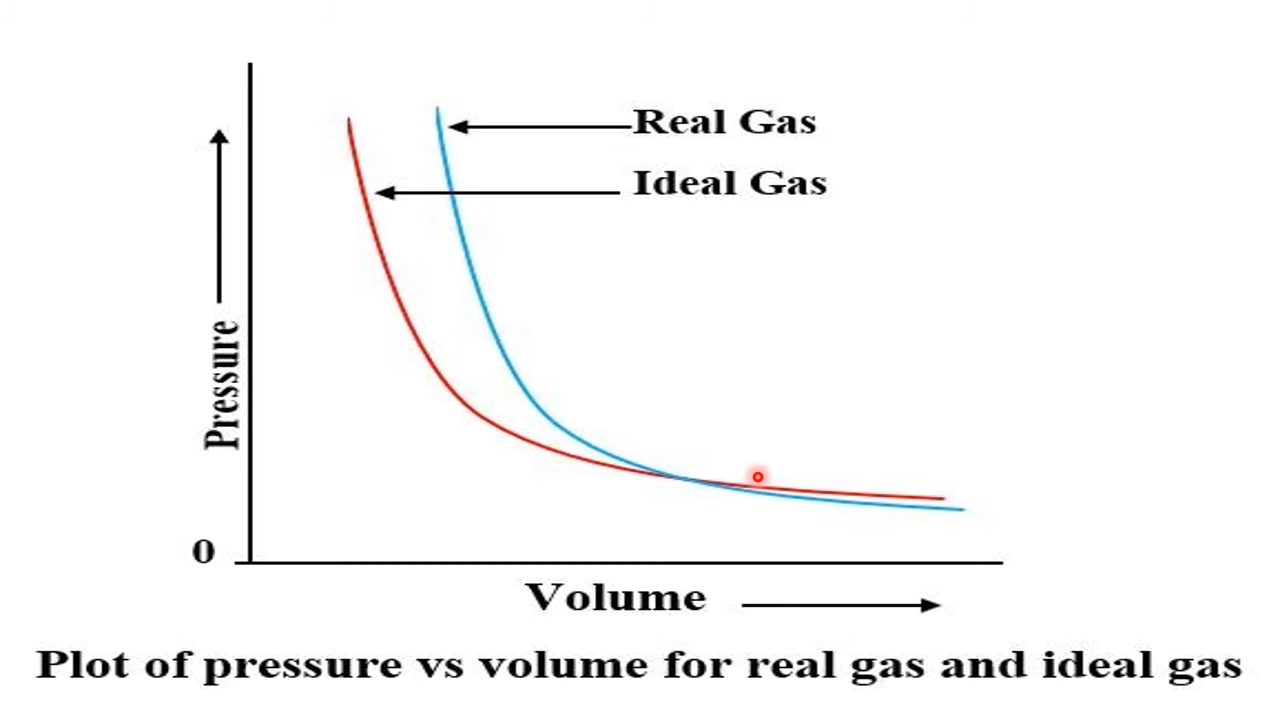 Real Gas
Ideal Gas
Pressure
0
Volume
Plot of pressure vs volume for real gas and ideal gas